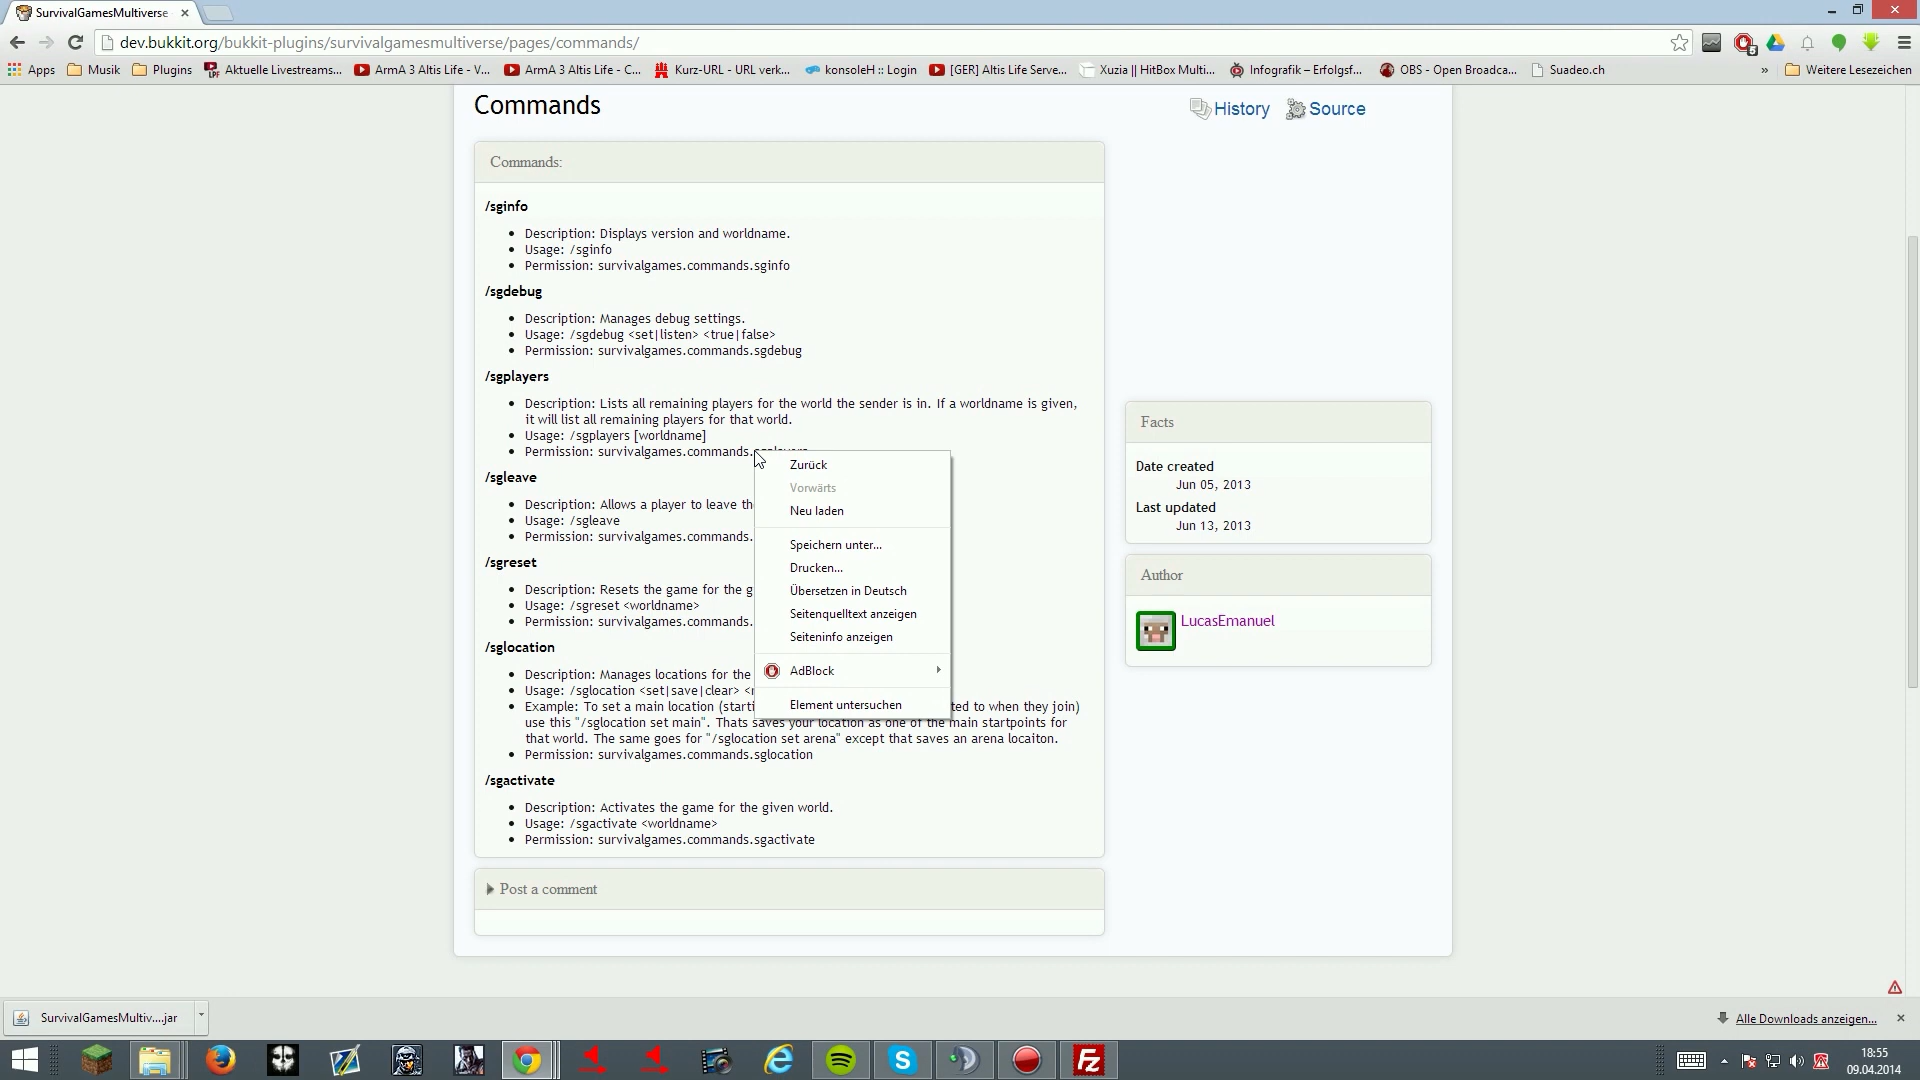 SurvivalGamesMultiverse
dev.bukkit.org/bukkit-plugins/survivalgamesmultiverse/pages/commands/
Apps Musik Plugins Aktuelle Livestreams... ArmA 3 Altis Life - V... ArmA 3 Altis Life - C... Kurz-URL - URL verk... konsoleH :: Login [GER] Altis Life Serve... Xuzia || HitBox Multi... Infografik – Erfolgsf... OBS - Open Broadca... Suadeo.ch » Weitere Lesezeichen
Commands
History Source
Commands:
/sginfo
• Description: Displays version and worldname.
• Usage: /sginfo
• Permission: survivalgames.commands.sginfo
/sgdebug
• Description: Manages debug settings.
• Usage: /sgdebug <set|listen> <true|false>
• Permission: survivalgames.commands.sgdebug
/sgplayers
• Description: Lists all remaining players for the world the sender is in. If a worldname is given,
it will list all remaining players for that world.
• Usage: /sgplayers [worldname]
• Permission: survivalgames.commands.
/sgleave
• Description: Allows a player to leave
• Usage: /sgleave
• Permission: survivalgames.commands.
/sgreset
• Description: Resets the game for the
• Usage: /sgreset <worldname>
• Permission: survivalgames.commands.
/sglocation
• Description: Manages locations for the
• Usage: /sglocation <set|save|clear>
• Example: To set a main location to when they join)
use this "/sglocation set main". Thats saves your location as one of the main startpoints for
that world. The same goes for "/sglocation set arena" except that saves an arena locaiton.
• Permission: survivalgames.commands.sglocation
/sgactivate
• Description: Activates the game for the given world.
• Usage: /sgactivate <worldname>
• Permission: survivalgames.commands.sgactivate
Post a comment
Zurück
Vorwärts
Neu laden
Speichern unter...
Drucken...
Übersetzen in Deutsch
Seitenquelltext anzeigen
Seiteninfo anzeigen
AdBlock
Element untersuchen
Facts
Date created
Jun 05, 2013
Last updated
Jun 13, 2013
Author
LucasEmanuel
SurvivalGamesMultiv....jar
Alle Downloads anzeigen...
18:55
09.04.2014